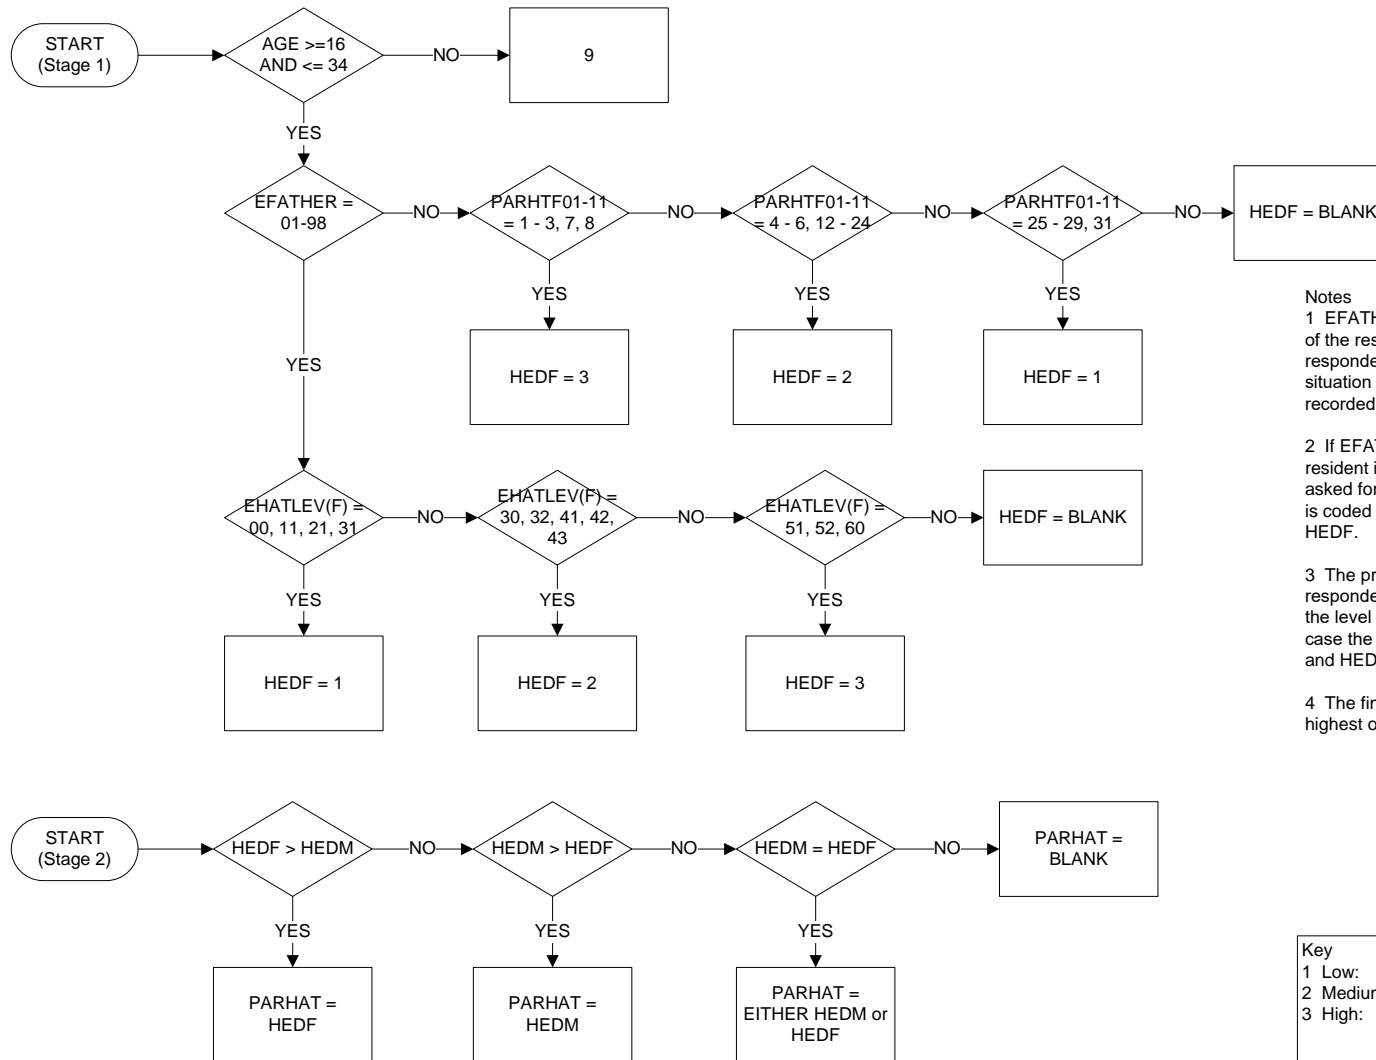 START
(Stage 1)
AGE >=16
AND <= 34
NO
9
YES
EFATHER =
01-98
NO
PARHTF01-11
= 1 - 3, 7, 8
NO
PARHTF01-11
= 4 - 6, 12 - 24
NO
PARHTF01-11
= 25 - 29, 31
NO
HEDF = BLANK
YES
YES
YES
YES
HEDF = 3
HEDF = 2
HEDF = 1
EHATLEV(F) =
00, 11, 21, 31
NO
EHATLEV(F) =
30, 32, 41, 42,
43
NO
EHATLEV(F) =
51, 52, 60
NO
HEDF = BLANK
YES
YES
YES
HEDF = 1
HEDF = 2
HEDF = 3
Notes
1 EFATH
of the res
responde
situation
recorded
2 If EFAT
resident i
asked for
is coded
HEDF.
3 The pr
responde
the level
case the
and HED
4 The fin
highest o
START
(Stage 2)
HEDF > HEDM
NO
HEDM > HEDF
NO
HEDM = HEDF
NO
PARHAT =
BLANK
YES
YES
YES
PARHAT =
HEDF
PARHAT =
HEDM
PARHAT =
EITHER HEDM or
HEDF
Key
1 Low:
2 Medium
3 High: